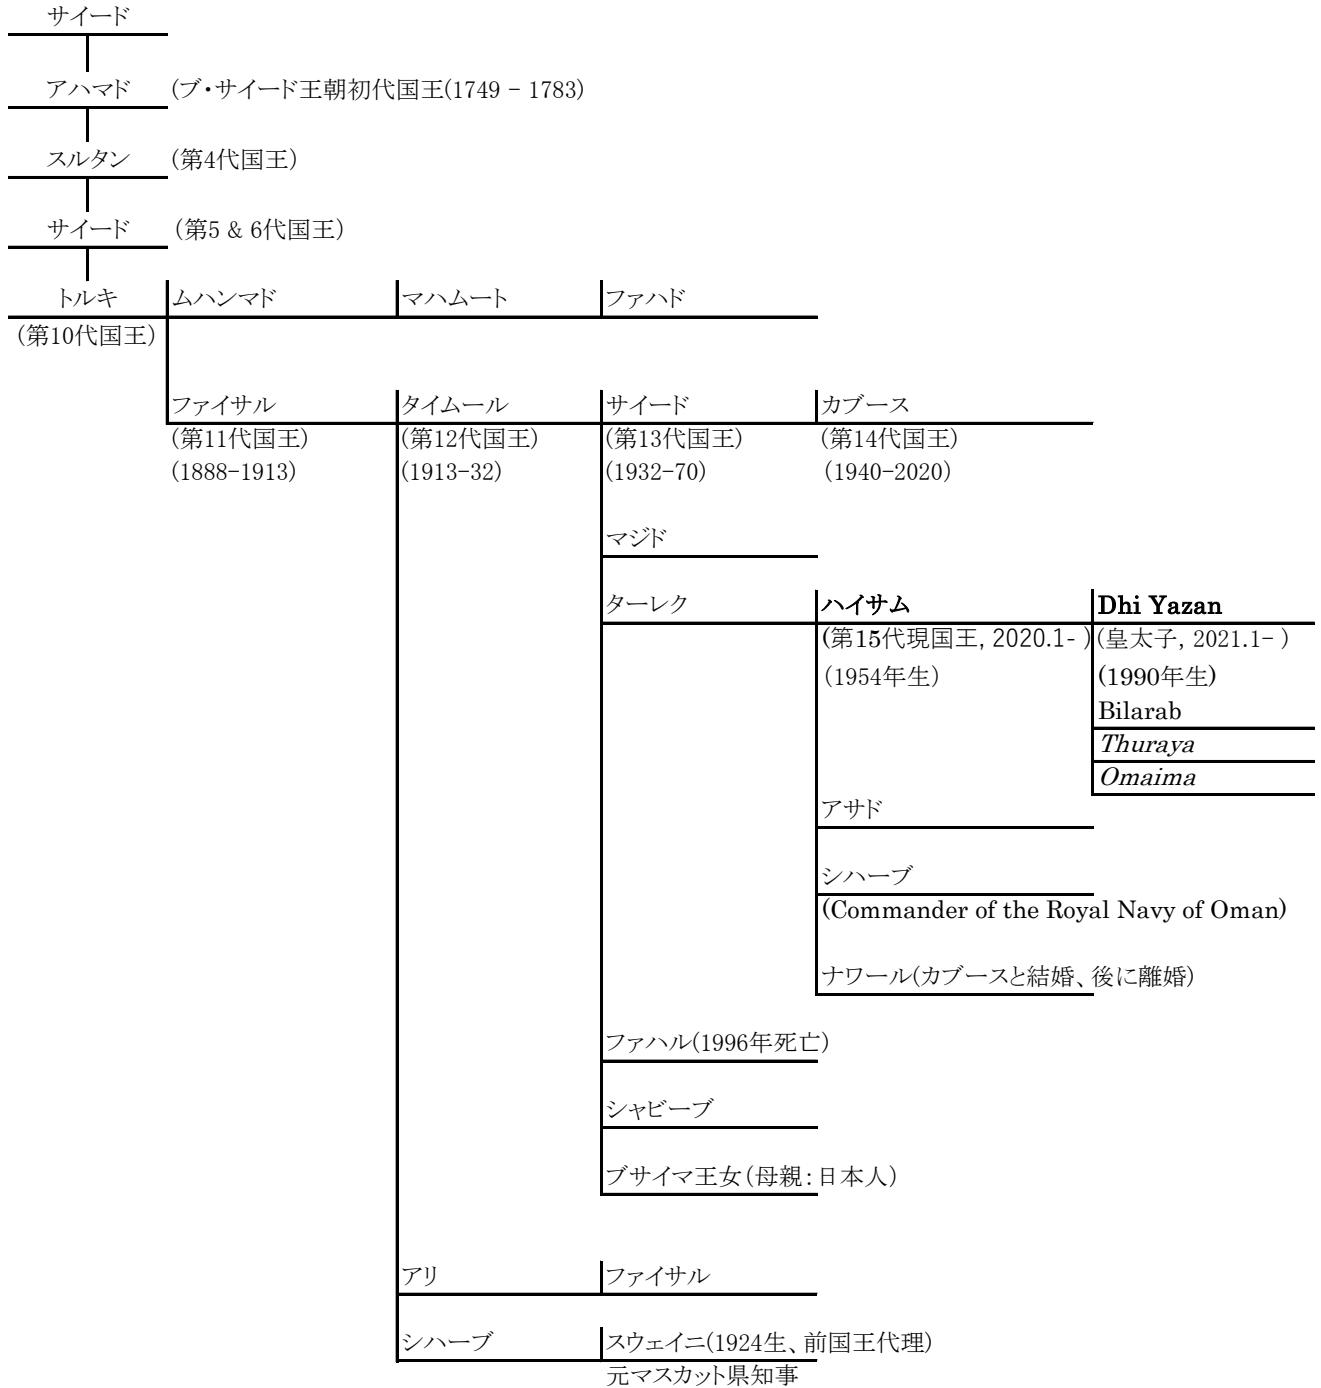 サイード
アハマド (ブ・サイード王朝初代国王(1749 - 1783)
スルタン (第4代国王)
サイード (第5 & 6代国王)
トルキ ムハンマド マハムート ファハド
(第10代国王)
ファイサル タイムール サイード カブース
(第11代国王) (第12代国王) (第13代国王) (第14代国王)
(1888-1913) (1913-32) (1932-70) (1940-2020)
マジド
ターレク ハイサム Dhi Yazan
(第15代現国王, 2020.1- ) (皇太子, 2021.1- )
(1954年生) (1990年生)
Bilarab
Thuraya
Omaima
アサド
シハーブ
(Commander of the Royal Navy of Oman)
ナワール(カブースと結婚、後に離婚)
ファハル(1996年死亡)
シャビーブ
ブサイマ王女(母親:日本人)
アリ ファイサル
シハーブ スウェイニ(1924生、前国王代理)
元マスカット県知事